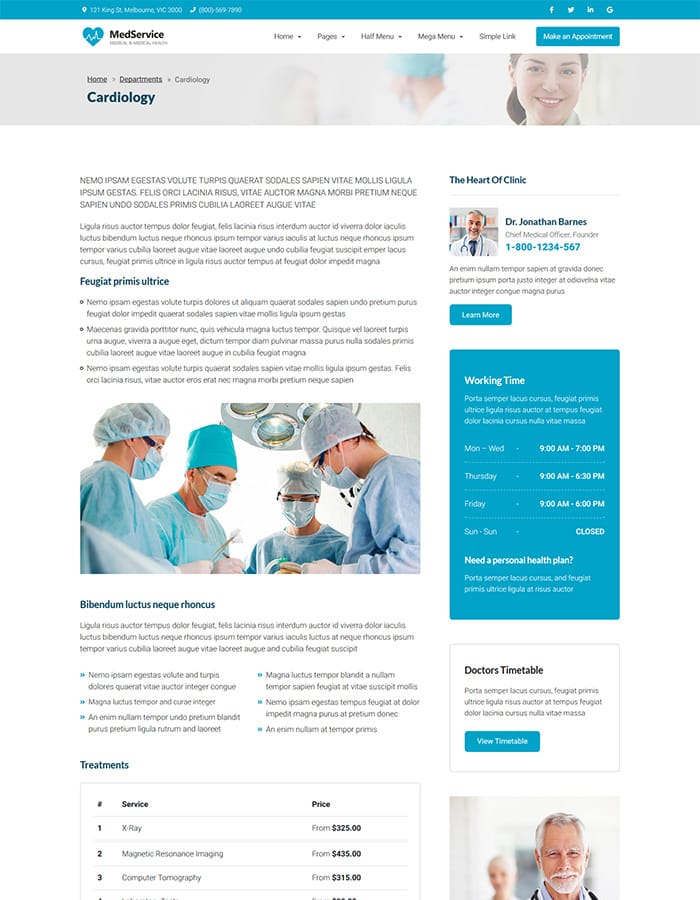 121 King St, Melbourne, VIC 3000 (800)-569-7890
MedService
MEDICAL & MEDICAL HEALTH
Home Pages Half Menu Mega Menu Simple Link Make an Appointment
Home » Departments » Cardiology
Cardiology
NEMO IPSAM EGESTAS VOLUTE TURPIS QUAERAT SODALES SAPIEN VITAE MOLLIS LIGULA
IPSUM GESTAS. FELIS ORCI LACINIA RISUS, VITAE AUCTOR MAGNA MORBI PRETIUM NEQUE
SAPIEN UNDO SODALES PRIMIS CUBILIA LAOREET AUGUE VITAE
Ligula risus auctor tempus dolor feugiat, felis lacinia risus interdum auctor id viverra dolor iaculis
luctus bibendum luctus neque rhoncus ipsum tempor varius iaculis at luctus neque rhoncus ipsum
tempor varius cubilia augue vitae laoreet augue undo cubilia feugiat suscipit emper lacus
cursus, feugiat primis ultrice in ligula risus auctor tempus at feugiat dolor impedit magna
Feugiat primis ultrice
Nemo ipsam egestas volute turpis dolores ut aliquam quaerat sodales sapien undo pretium purus
feugiat dolor impedit quaerat sodales sapien vitae mollis ligula ipsum gestas
Maecenas gravida porttitor nunc, quis vehicula magna luctus tempor. Quisque vel laoreet turpis
urna augue, viverra a augue eget, dictum tempor diam pulvinar massa purus nulla sodales primis
cubilia laoreet augue vitae laoreet augue in cubilia feugiat magna
Nemo ipsam egestas volute turpis quaerat sodales sapien vitae mollis ligula ipsum gestas. Felis
orci lacinia risus, vitae auctor eros erat nec magna morbi pretium neque sapien
Bibendum luctus neque rhoncus
Ligula risus auctor tempus dolor feugiat, felis lacinia risus interdum auctor id viverra dolor iaculis
luctus bibendum luctus neque rhoncus ipsum tempor varius iaculis luctus at neque rhoncus ipsum
tempor varius cubilia laoreet augue vitae laoreet augue and cubilia feugiat suscipit
Nemo ipsam egestas volute and turpis
dolores quaerat vitae auctor integer congue
Magna luctus tempor and curae integer
An enim nullam tempor undo pretium blandit
purus pretium ligula rutrum and laoreet
Magna luctus tempor blandit a nullam
tempor sapien feugiat at vitae suscipit mollis
Nemo ipsam egestas tempus feugiat at dolor
impedit magna purus at pretium donec
An enim nullam at tempor primis
Treatments
# Service Price
1 X-Ray From $325.00
2 Magnetic Resonance Imaging From $435.00
3 Computer Tomography From $315.00
The Heart Of Clinic
Dr. Jonathan Barnes
Chief Medical Officer, Founder
1-800-1234-567
An enim nullam tempor sapien at gravida donec
pretium ipsum porta justo integer at odiovelna vitae
auctor integer congue magna purus
Learn More
Working Time
Porta semper lacus cursus, feugiat primis
ultrice ligula risus auctor at tempus feugiat
dolor lacinia cursus nulla vitae massa
Mon – Wed - 9:00 AM - 7:00 PM
Thursday - 9:00 AM - 6:30 PM
Friday - 9:00 AM - 6:00 PM
Sun - Sun - CLOSED
Need a personal health plan?
Porta semper lacus cursus, and feugiat
primis ultrice ligula at risus auctor
Doctors Timetable
Porta semper lacus cursus, feugiat primis
ultrice ligula risus auctor at tempus feugiat
dolor lacinia cursus nulla vitae massa
View Timetable